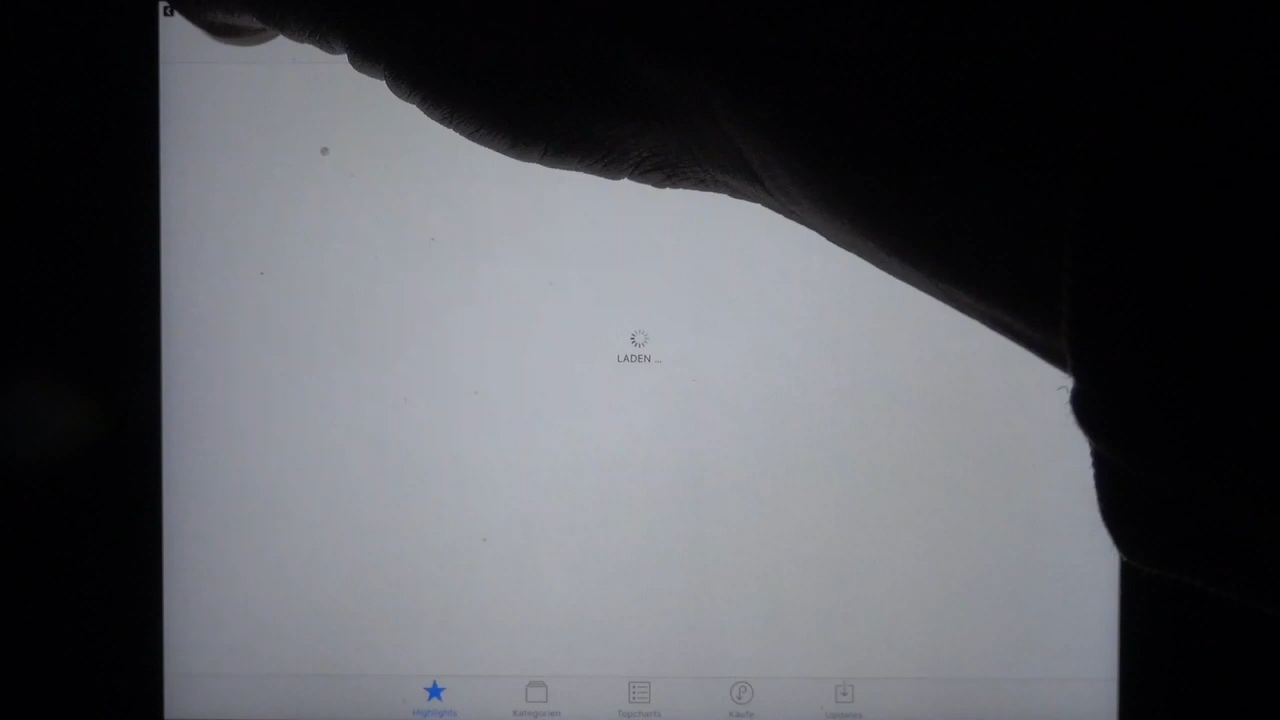 LADEN ...
Highlights
Kategorien
Topcharts
Käufe
Updates